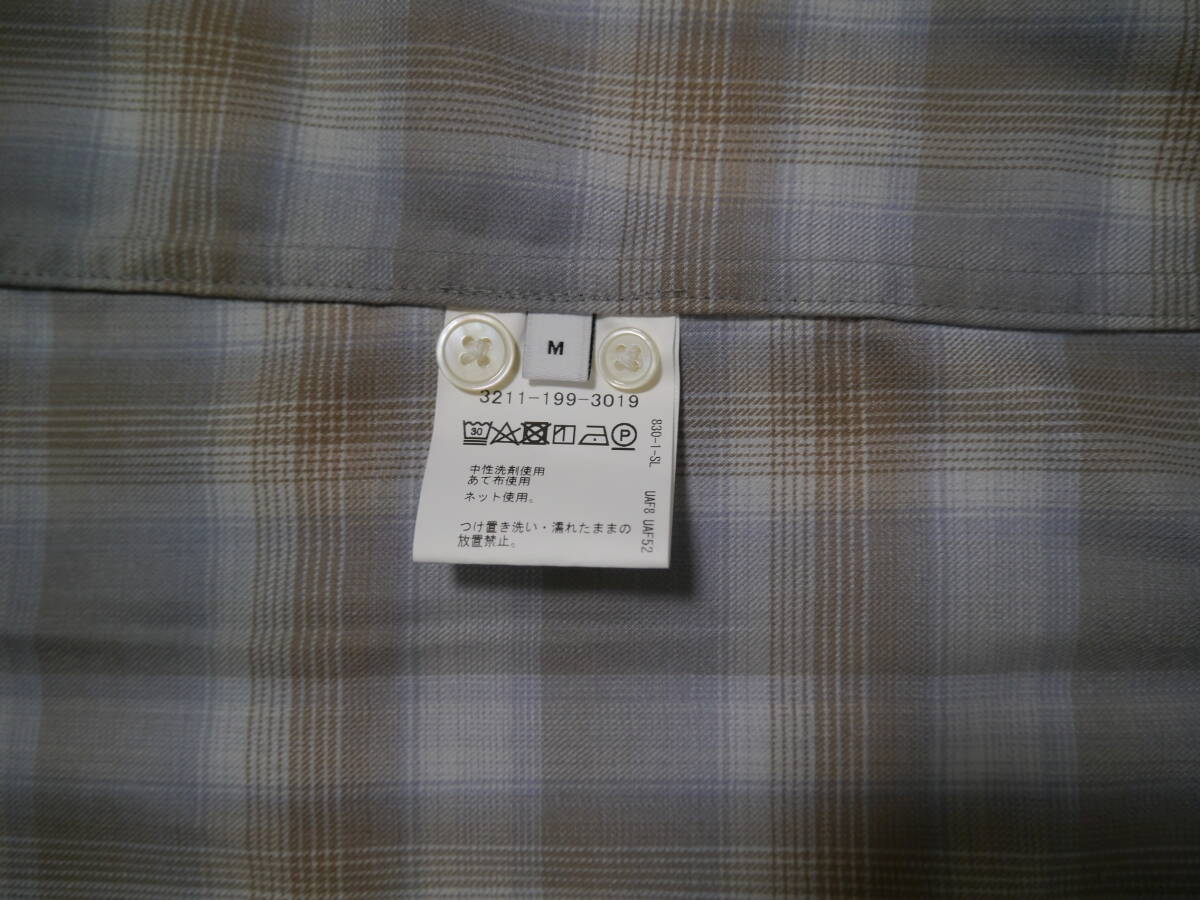 M
3211-199-3019
30
P
中性洗剤使用
あて布使用
ネット使用。
つけ置き洗い・濡れたままの
放置禁止。
830-1-SL UAF8 UAF52